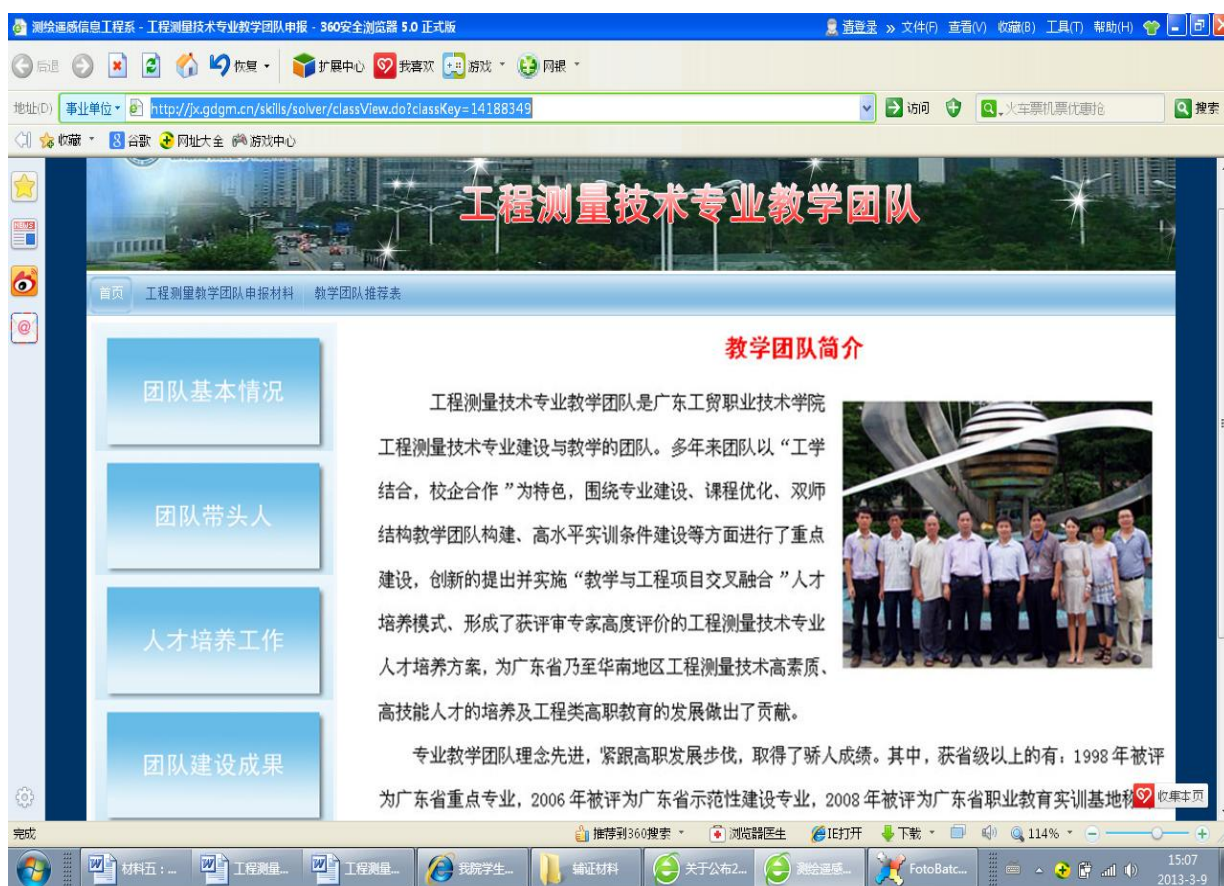 测绘遥感信息工程系 - 工程测量技术专业教学团队申报 - 360安全浏览器 5.0 正式版
请登录 » 文件(F) 查看(V) 收藏(B) 工具(T) 帮助(H)
后退 恢复 扩展中心 我喜欢 游戏 网银
地址(D) 事业单位 http://jx.gdgm.cn/skills/solver/classView.do?classKey=14188349 访问 火车票机票优惠抢 搜索
收藏 谷歌 网址大全 游戏中心
工程测量技术专业教学团队
首页 工程测量教学团队申报材料 教学团队推荐表
团队基本情况
团队带头人
人才培养工作
团队建设成果
教学团队简介
工程测量技术专业教学团队是广东工贸职业技术学院
工程测量技术专业建设与教学的团队。多年来团队以“工学
结合，校企合作”为特色，围绕专业建设、课程优化、双师
结构教学团队构建、高水平实训条件建设等方面进行了重点
建设，创新的提出并实施“教学与工程项目交叉融合”人才
培养模式、形成了获评审专家高度评价的工程测量技术专业
人才培养方案，为广东省乃至华南地区工程测量技术高素质、
高技能人才的培养及工程类高职教育的发展做出了贡献。
专业教学团队理念先进，紧跟高职发展步伐，取得了骄人成绩。其中，获省级以上的有：1998年被评
为广东省重点专业，2006年被评为广东省示范性建设专业，2008年被评为广东省职业教育实训基地称
收集本页
完成 推荐到360搜索 浏览器医生 IE打开 下载 114%
材料五：... 工程测量... 工程测量... 我院学生... 辅证材料 关于公布2... 测绘遥感... FotoBatc...
15:07
2013-3-9